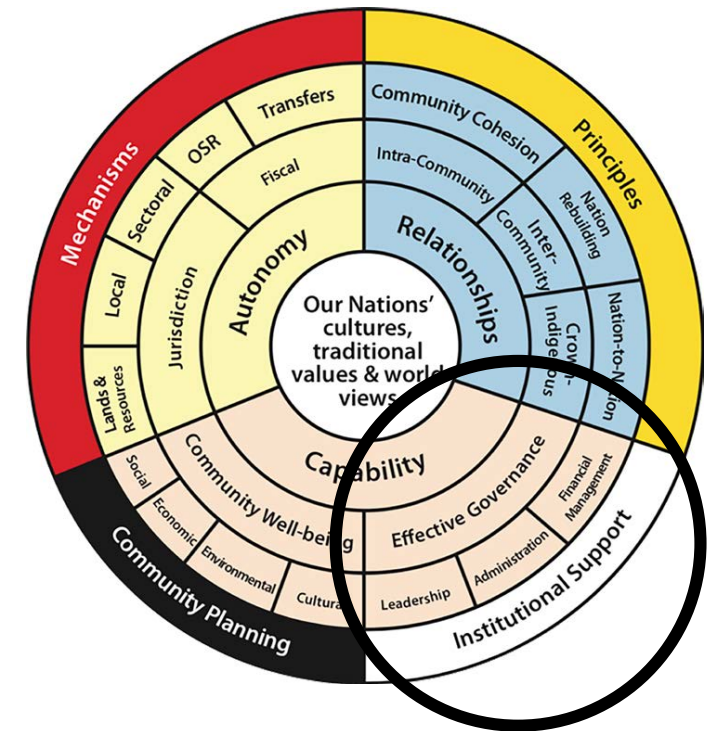 Mechanisms
Principles
Community Planning
Institutional Support
Transfers
OSR
Sectoral
Local
Lands &
Resources
Fiscal
Jurisdiction
Autonomy
Community Cohesion
Nation
Rebuilding
Nation-to-Nation
Intra-Community
Inter-
Community
Crown-
Indigenous
Relationships
Our Nations'
cultures,
traditional
values & world
views
Capability
Community Well-being
Effective Governance
Social
Economic
Environmental
Cultural
Leadership
Administration
Financial
Management